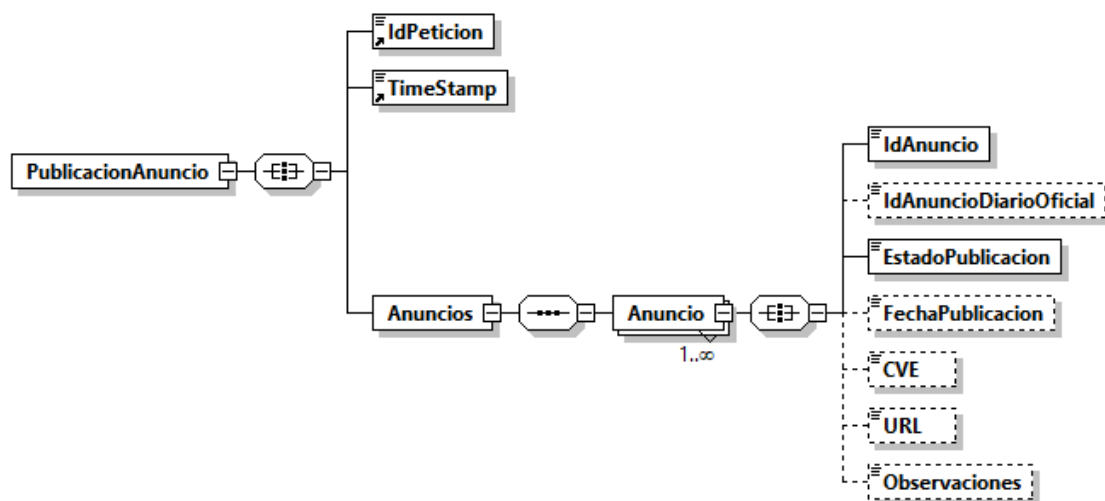 IdPeticion
TimeStamp
PublicacionAnuncio
IdAnuncio
IdAnuncioDiarioOficial
EstadoPublicacion
Anuncios
Anuncio
FechaPublicacion
1..∞
CVE
URL
Observaciones